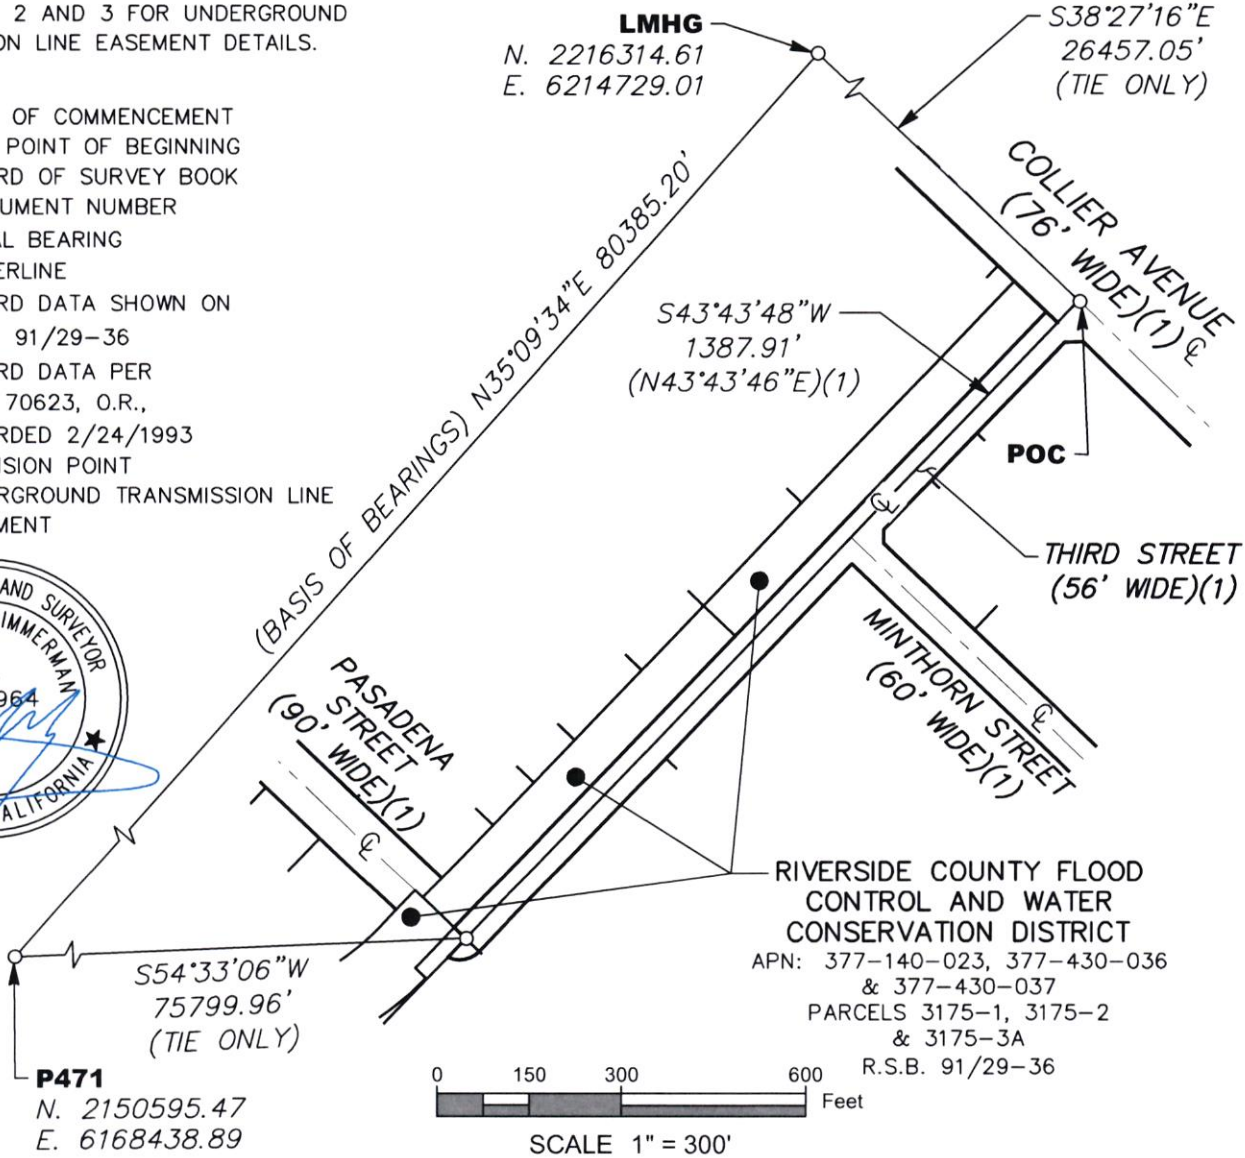 2 AND 3 FOR UNDERGROUND
ON LINE EASEMENT DETAILS.
OF COMMENCEMENT
POINT OF BEGINNING
RD OF SURVEY BOOK
UMENT NUMBER
AL BEARING
ERLINE
RD DATA SHOWN ON
91/29-36
RD DATA PER
70623, O.R.,
RDED 2/24/1993
ISION POINT
RGROUND TRANSMISSION LINE
MENT
AND SURVEYOR
IMMERMAN
964
ALIFORNIA
LMHG
N. 2216314.61
E. 6214729.01
S38°27'16"E
26457.05'
(TIE ONLY)
COLLIER AVENUE
(76' WIDE)(1) ℄
(BASIS OF BEARINGS) N35°09'34"E 80385.20'
S43°43'48"W
1387.91'
(N43°43'46"E)(1)
POC
℄
THIRD STREET
(56' WIDE)(1)
MINTHORN STREET
(60' WIDE)(1)
℄
PASADENA
STREET
(90' WIDE)(1)
℄
RIVERSIDE COUNTY FLOOD
CONTROL AND WATER
CONSERVATION DISTRICT
APN: 377-140-023, 377-430-036
& 377-430-037
PARCELS 3175-1, 3175-2
& 3175-3A
R.S.B. 91/29-36
S54°33'06"W
75799.96'
(TIE ONLY)
P471
N. 2150595.47
E. 6168438.89
0 150 300 600
Feet
SCALE 1" = 300'